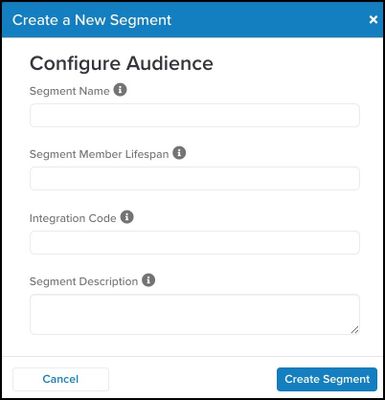 Create a New Segment ×
Configure Audience
Segment Name
Segment Member Lifespan
Integration Code
Segment Description
Cancel Create Segment